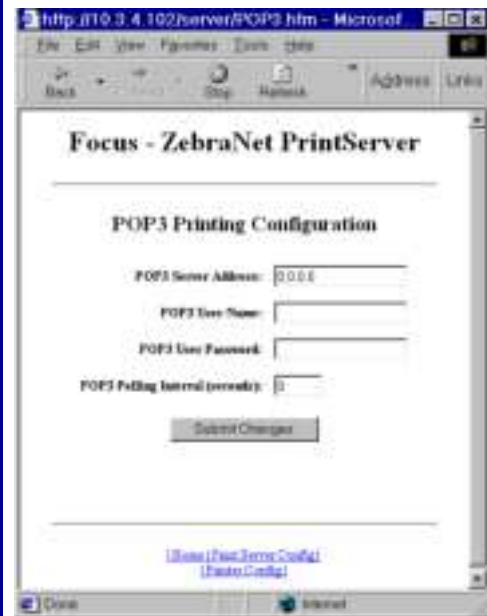 http://10.3.4.102/server/POP3.htm - Microsof
File Edit View Favorites Tools Help
Back Stop Refresh Address Links
Focus - ZebraNet PrintServer
POP3 Printing Configuration
POP3 Server Address: 0.0.0.0
POP3 User Name:
POP3 User Password:
POP3 Polling Interval (seconds): 0
Submit Changes
[Home | Print Server Config]
[Printer Config]
Done Internet